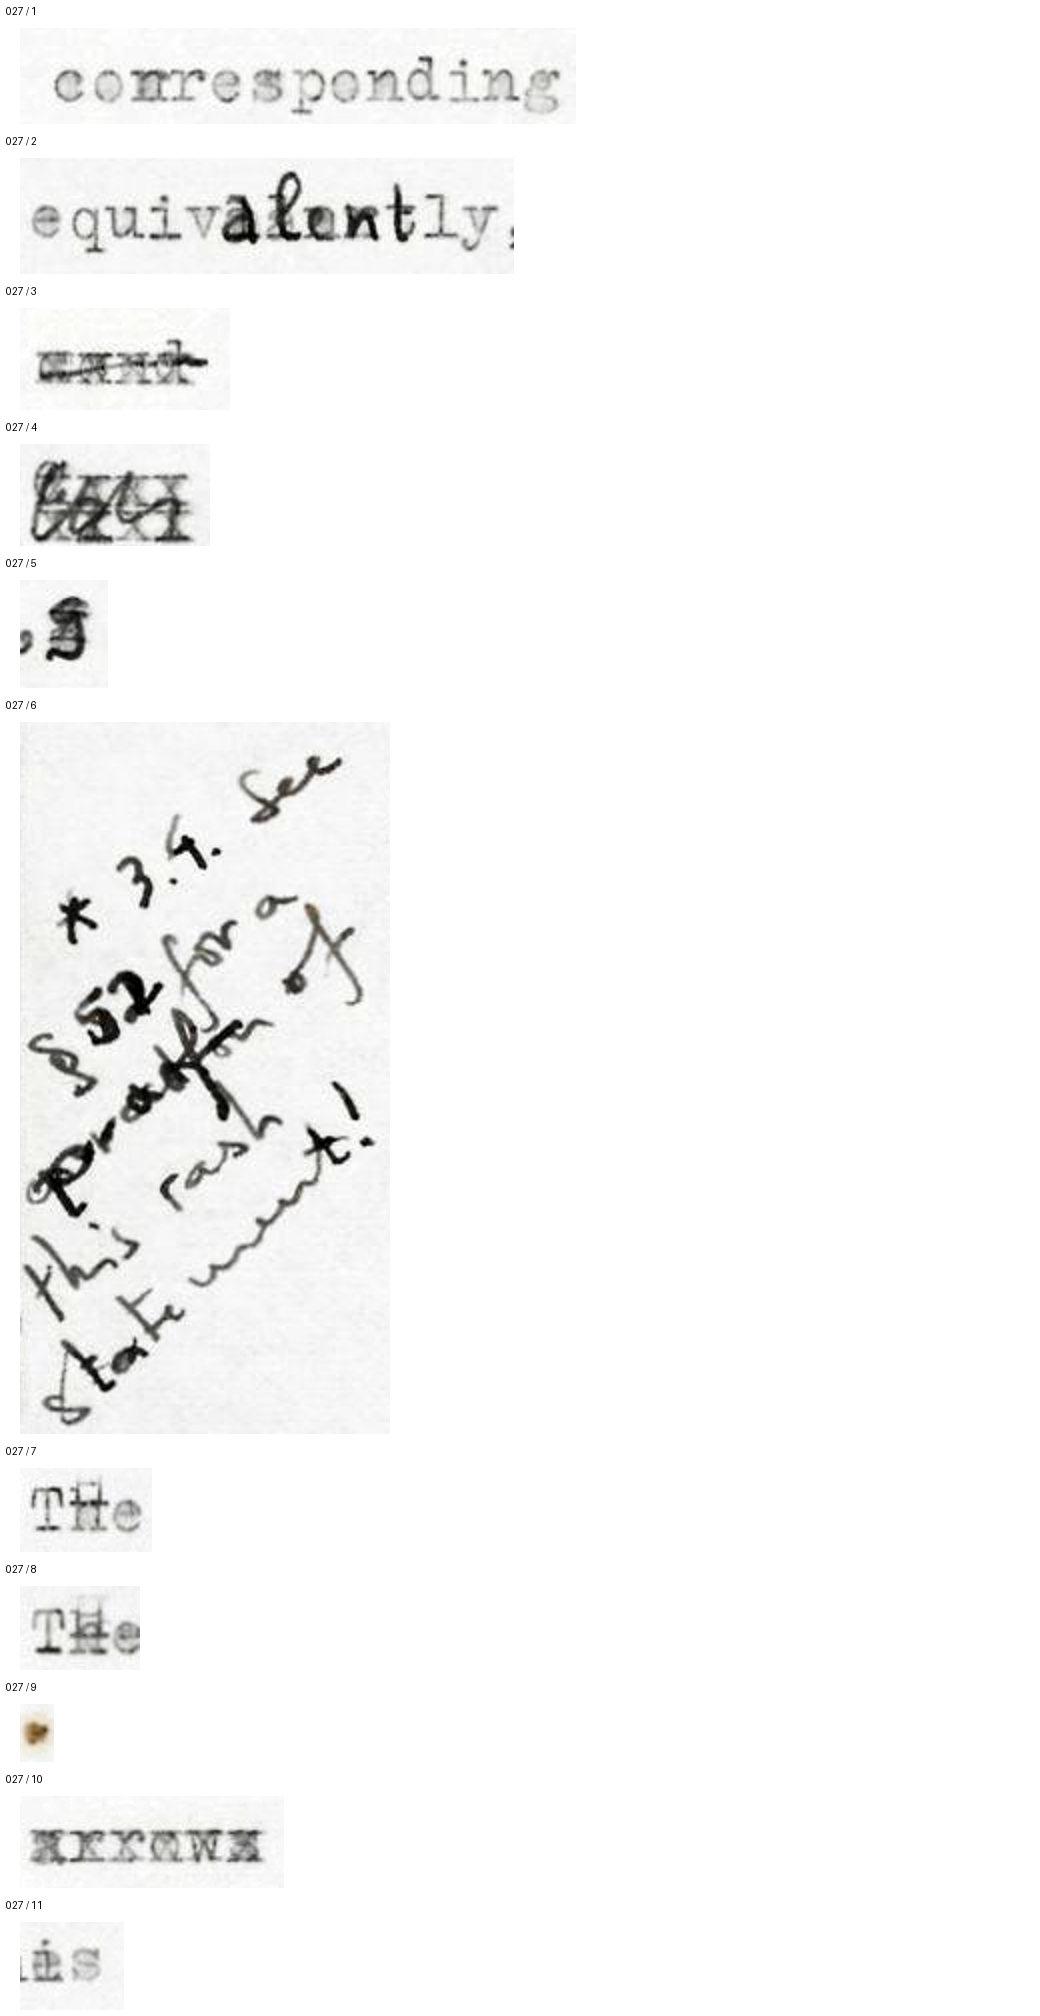 027 / 1
corresponding
027 / 2
equivalently,
027 / 3
027 / 4
027 / 5
027 / 6
* 3.4. See
§ 52 for a
proof of
this rash
statement!
027 / 7
The
027 / 8
The
027 / 9
027 / 10
arrows
027 / 11
is